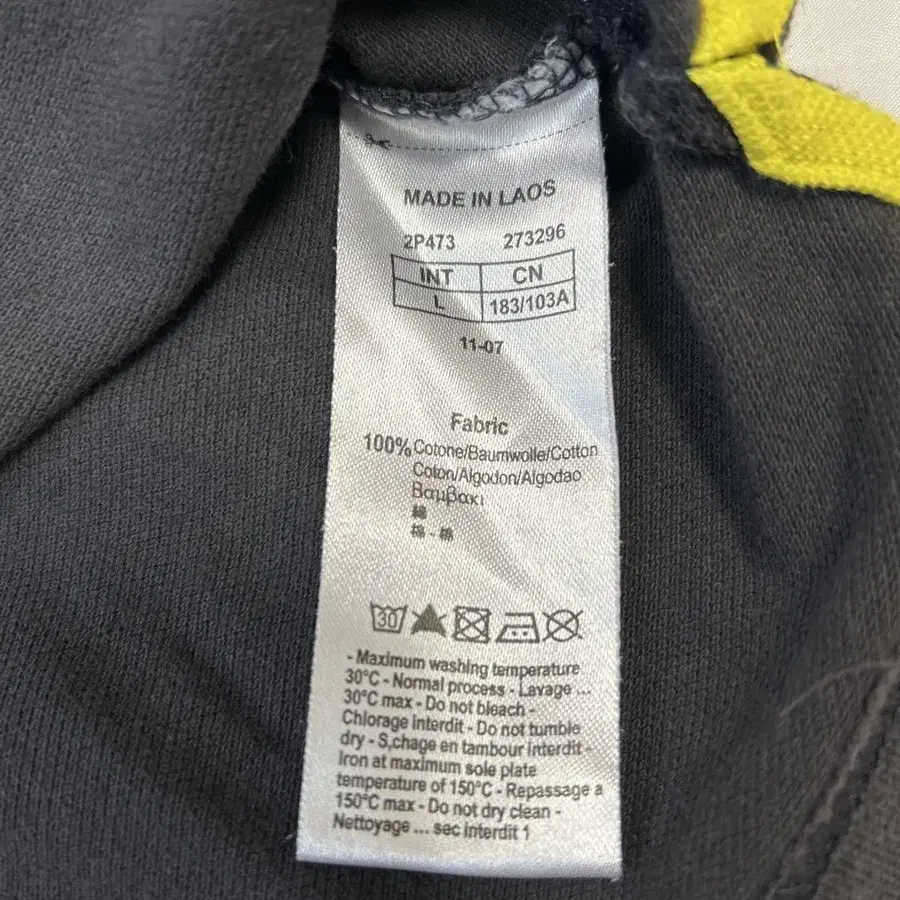 MADE IN LAOS
2P473 273296
INT CN
L 183/103A
11-07
Fabric
100% Cotone/Baumwolle/Cotton
Coton/Algodon/Algodao
Βαμβακι
30
- Maximum washing temperature
30°C - Normal process - Lavage ...
30°C max - Do not bleach -
Chlorage interdit - Do not tumble
dry - S,chage en tambour interdit -
Iron at maximum sole plate
temperature of 150°C - Repassage a
150°C max - Do not dry clean -
Nettoyage ... sec interdit 1